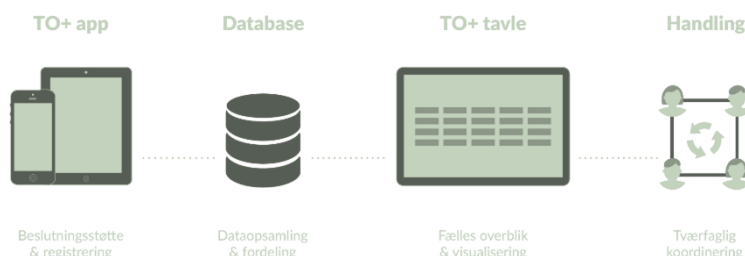 TO+ app
Database
TO+ tavle
Handling
Beslutningsstøtte
& registrering
Dataopsamling
& fordeling
Fælles overblik
& visualisering
Tværfaglig
koordinering